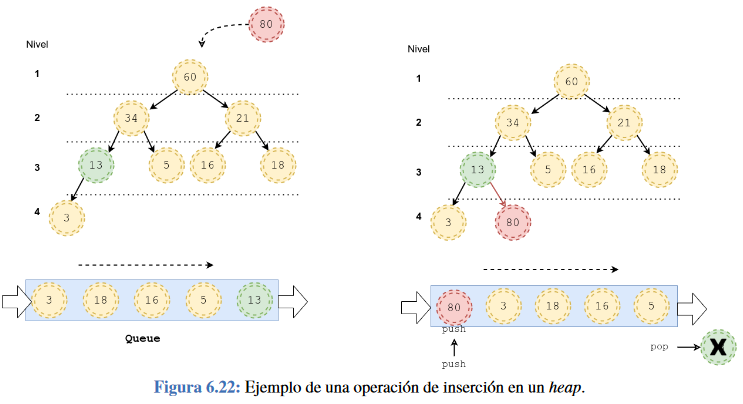 80
Nivel
1
60
2
34 21
3
13 5 16 18
4
3
3 18 16 5 13
Queue
Nivel
1
60
2
34 21
3
13 5 16 18
4
3 80
80 3 18 16 5
push
push
pop X
Figura 6.22: Ejemplo de una operación de inserción en un heap.